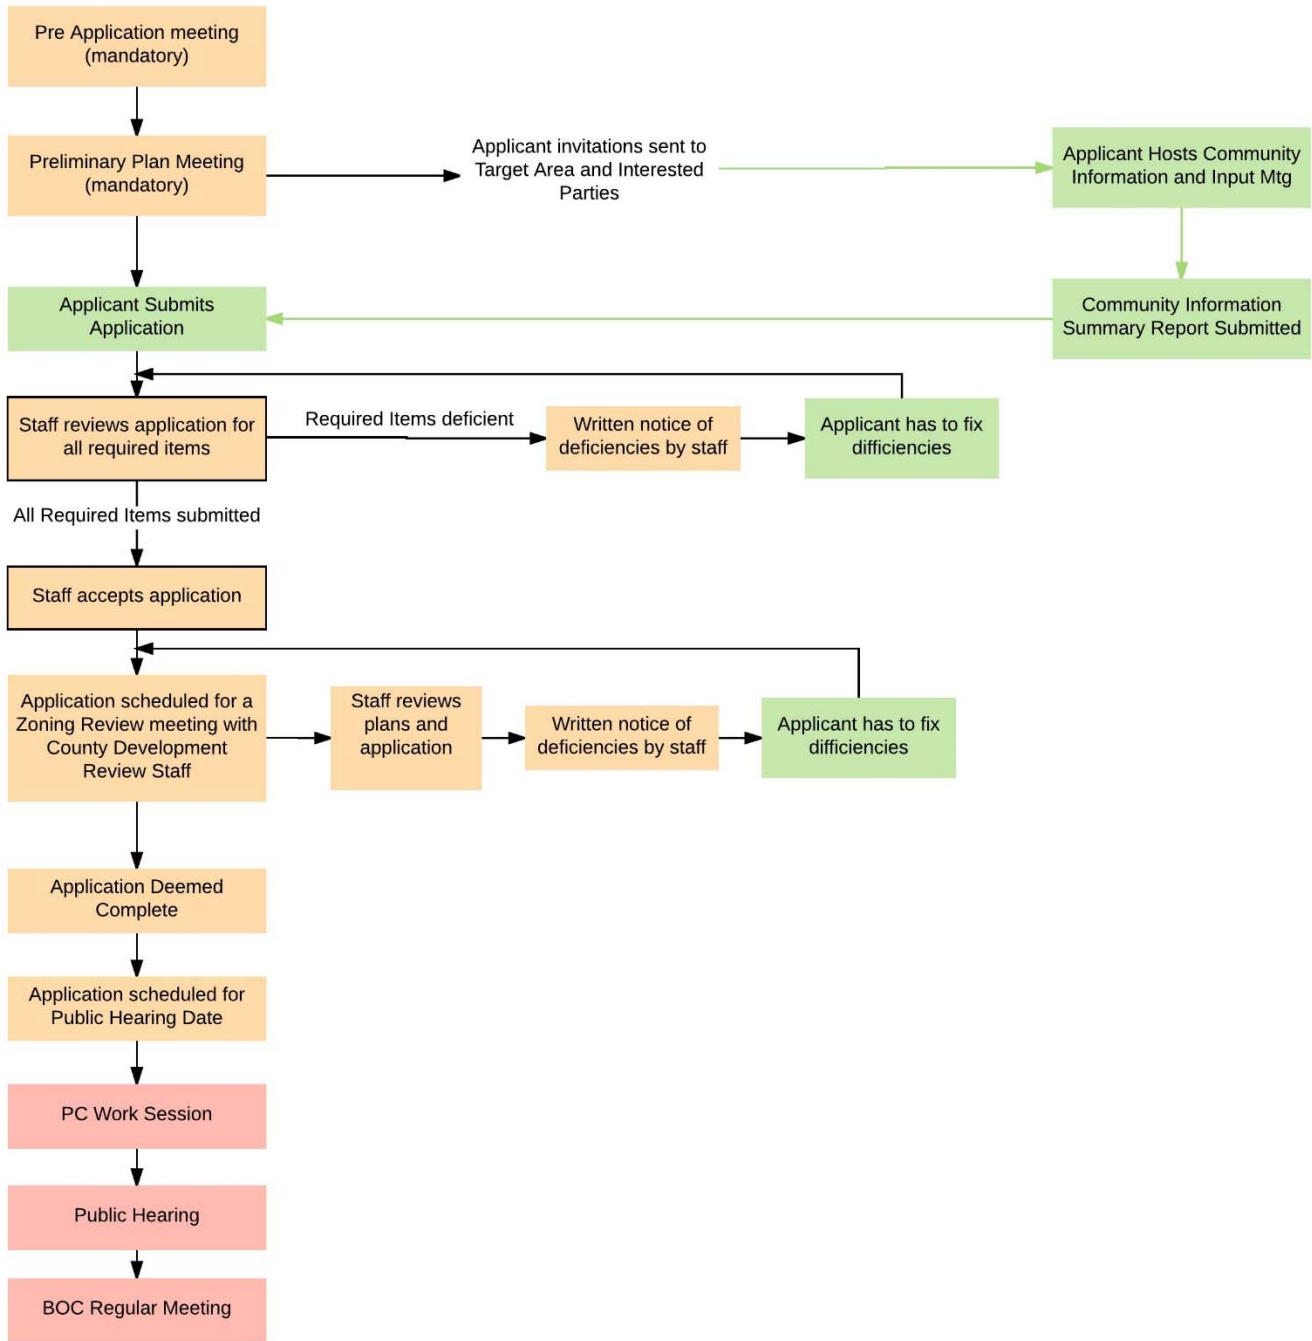 Pre Application meeting
(mandatory)
Preliminary Plan Meeting
(mandatory)
Applicant invitations sent to
Target Area and Interested
Parties
Applicant Hosts Community
Information and Input Mtg
Applicant Submits
Application
Community Information
Summary Report Submitted
Staff reviews application for
all required items
Required Items deficient
Written notice of
deficiencies by staff
Applicant has to fix
difficiencies
All Required Items submitted
Staff accepts application
Application scheduled for a
Zoning Review meeting with
County Development
Review Staff
Staff reviews
plans and
application
Written notice of
deficiencies by staff
Applicant has to fix
difficiencies
Application Deemed
Complete
Application scheduled for
Public Hearing Date
PC Work Session
Public Hearing
BOC Regular Meeting